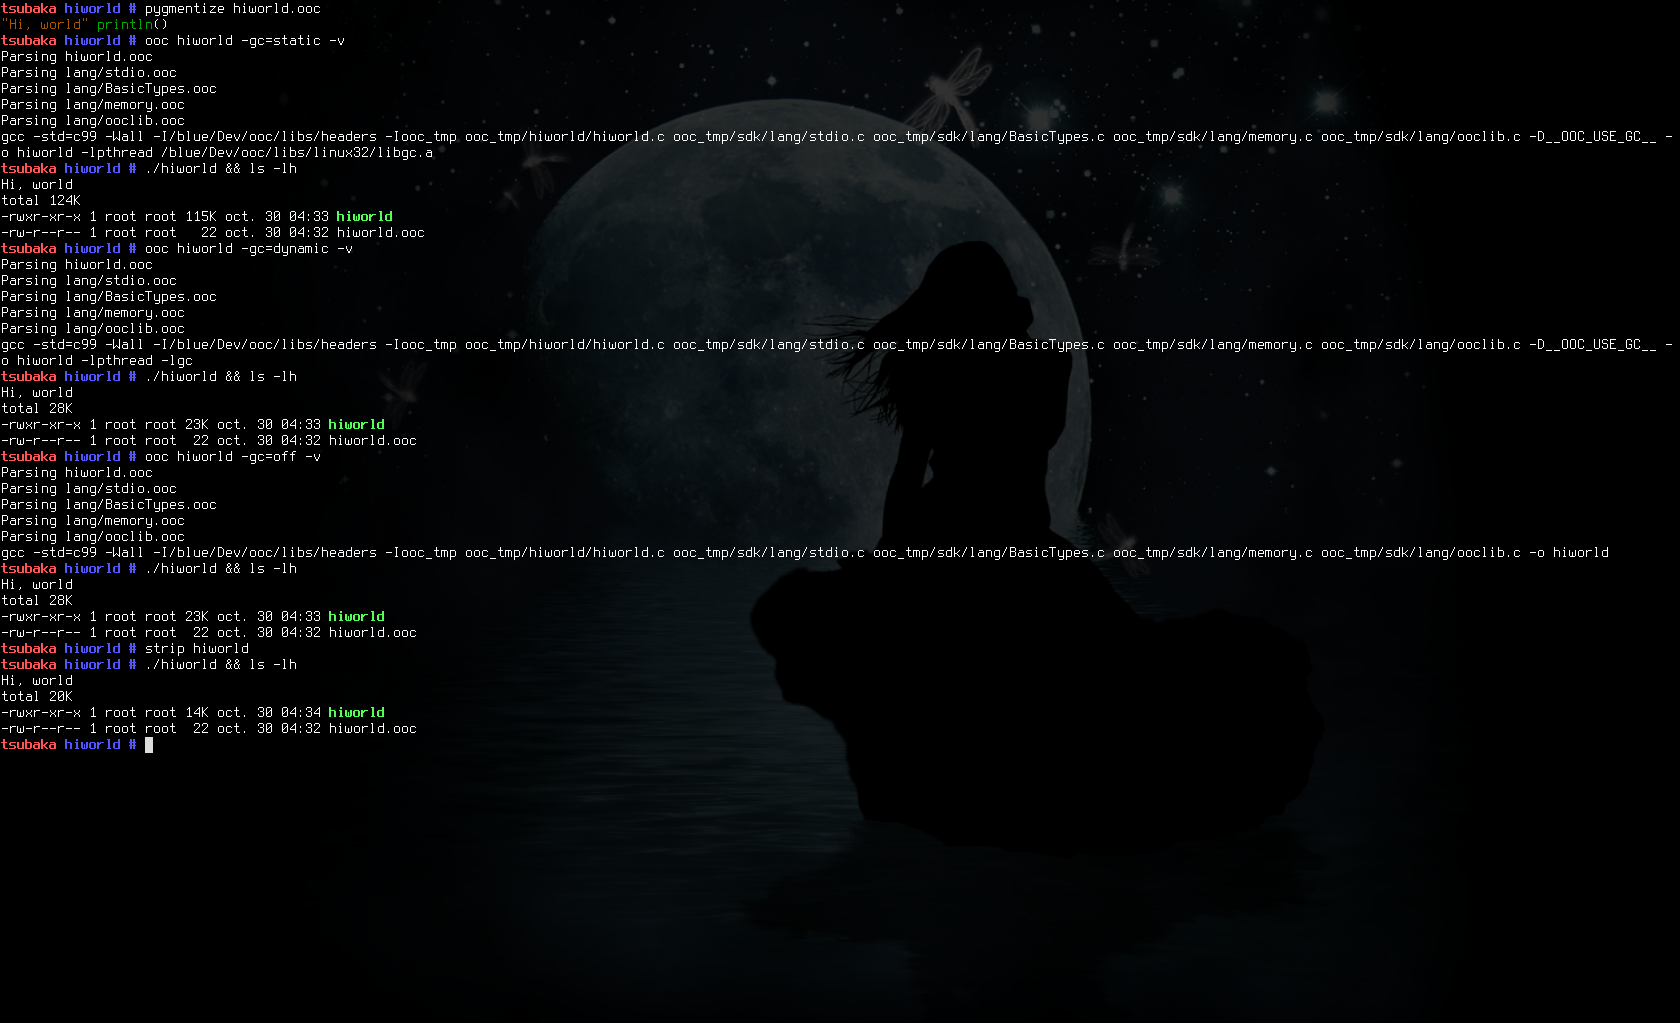 tsubaka hiworld # pygmentize hiworld.ooc
"Hi, world" println()
tsubaka hiworld # ooc hiworld -gc=static -v
Parsing hiworld.ooc
Parsing lang/stdio.ooc
Parsing lang/BasicTypes.ooc
Parsing lang/memory.ooc
Parsing lang/ooclib.ooc
gcc -std=c99 -Wall -I/blue/Dev/ooc/libs/headers -Iooc_tmp ooc_tmp/hiworld/hiworld.c ooc_tmp/sdk/lang/stdio.c ooc_tmp/sdk/lang/BasicTypes.c ooc_tmp/sdk/lang/memory.c ooc_tmp/sdk/lang/ooclib.c -D__OOC_USE_GC__ -
o hiworld -lpthread /blue/Dev/ooc/libs/linux32/libgc.a
tsubaka hiworld # ./hiworld && ls -lh
Hi, world
total 124K
-rwxr-xr-x 1 root root 115K oct. 30 04:33 hiworld
-rw-r--r-- 1 root root   22 oct. 30 04:32 hiworld.ooc
tsubaka hiworld # ooc hiworld -gc=dynamic -v
Parsing hiworld.ooc
Parsing lang/stdio.ooc
Parsing lang/BasicTypes.ooc
Parsing lang/memory.ooc
Parsing lang/ooclib.ooc
gcc -std=c99 -Wall -I/blue/Dev/ooc/libs/headers -Iooc_tmp ooc_tmp/hiworld/hiworld.c ooc_tmp/sdk/lang/stdio.c ooc_tmp/sdk/lang/BasicTypes.c ooc_tmp/sdk/lang/memory.c ooc_tmp/sdk/lang/ooclib.c -D__OOC_USE_GC__ -
o hiworld -lpthread -lgc
tsubaka hiworld # ./hiworld && ls -lh
Hi, world
total 28K
-rwxr-xr-x 1 root root 23K oct. 30 04:33 hiworld
-rw-r--r-- 1 root root  22 oct. 30 04:32 hiworld.ooc
tsubaka hiworld # ooc hiworld -gc=off -v
Parsing hiworld.ooc
Parsing lang/stdio.ooc
Parsing lang/BasicTypes.ooc
Parsing lang/memory.ooc
Parsing lang/ooclib.ooc
gcc -std=c99 -Wall -I/blue/Dev/ooc/libs/headers -Iooc_tmp ooc_tmp/hiworld/hiworld.c ooc_tmp/sdk/lang/stdio.c ooc_tmp/sdk/lang/BasicTypes.c ooc_tmp/sdk/lang/memory.c ooc_tmp/sdk/lang/ooclib.c -o hiworld
tsubaka hiworld # ./hiworld && ls -lh
Hi, world
total 28K
-rwxr-xr-x 1 root root 23K oct. 30 04:33 hiworld
-rw-r--r-- 1 root root  22 oct. 30 04:32 hiworld.ooc
tsubaka hiworld # strip hiworld
tsubaka hiworld # ./hiworld && ls -lh
Hi, world
total 20K
-rwxr-xr-x 1 root root 14K oct. 30 04:34 hiworld
-rw-r--r-- 1 root root  22 oct. 30 04:32 hiworld.ooc
tsubaka hiworld #